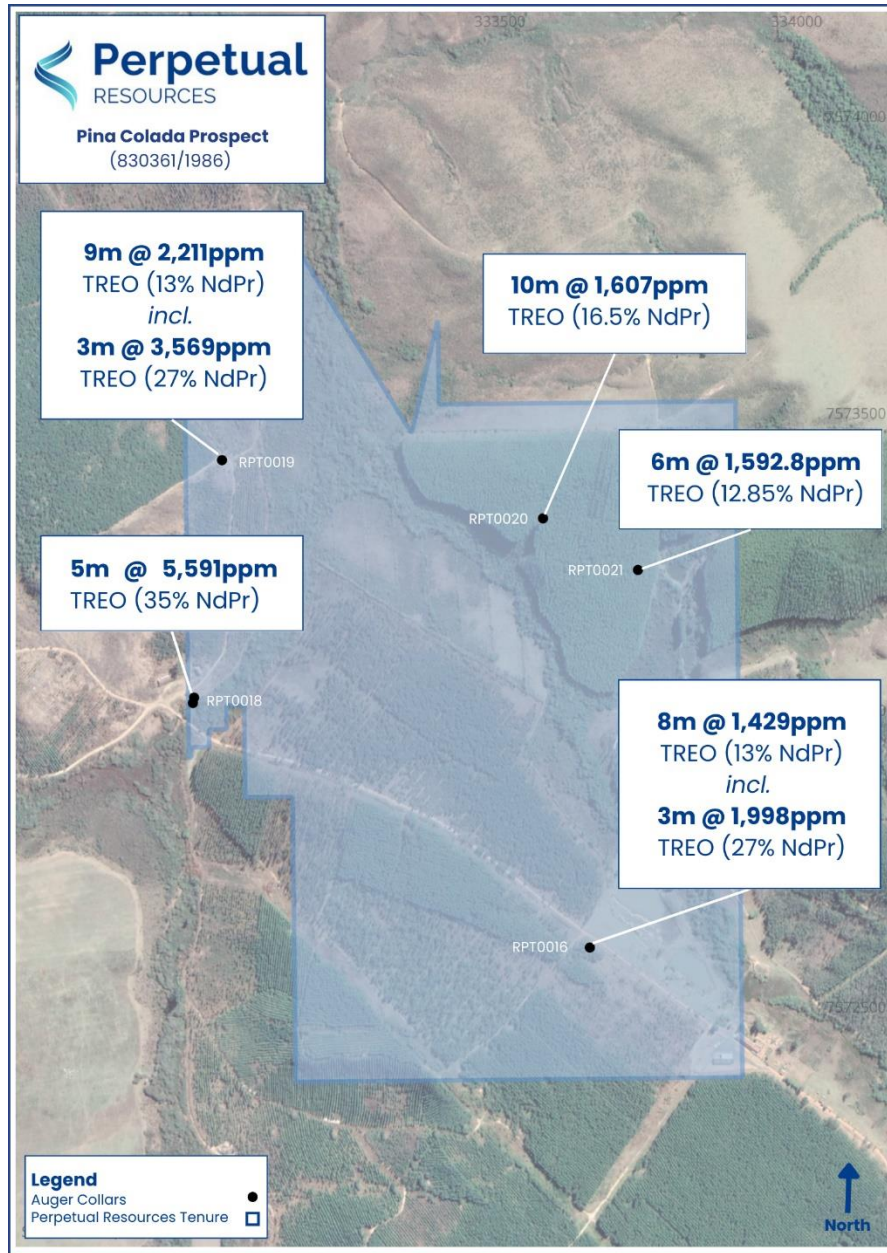 333500
334000
Perpetual
RESOURCES
Pina Colada Prospect
(830361/1986)
7574000
9m @ 2,211ppm
TREO (13% NdPr)
incl.
3m @ 3,569ppm
TREO (27% NdPr)
10m @ 1,607ppm
TREO (16.5% NdPr)
7573500
6m @ 1,592.8ppm
TREO (12.85% NdPr)
RPT0019
RPT0020
RPT0021
5m @ 5,591ppm
TREO (35% NdPr)
RPT0018
8m @ 1,429ppm
TREO (13% NdPr)
incl.
3m @ 1,998ppm
TREO (27% NdPr)
RPT0016
7572500
Legend
Auger Collars
Perpetual Resources Tenure
North